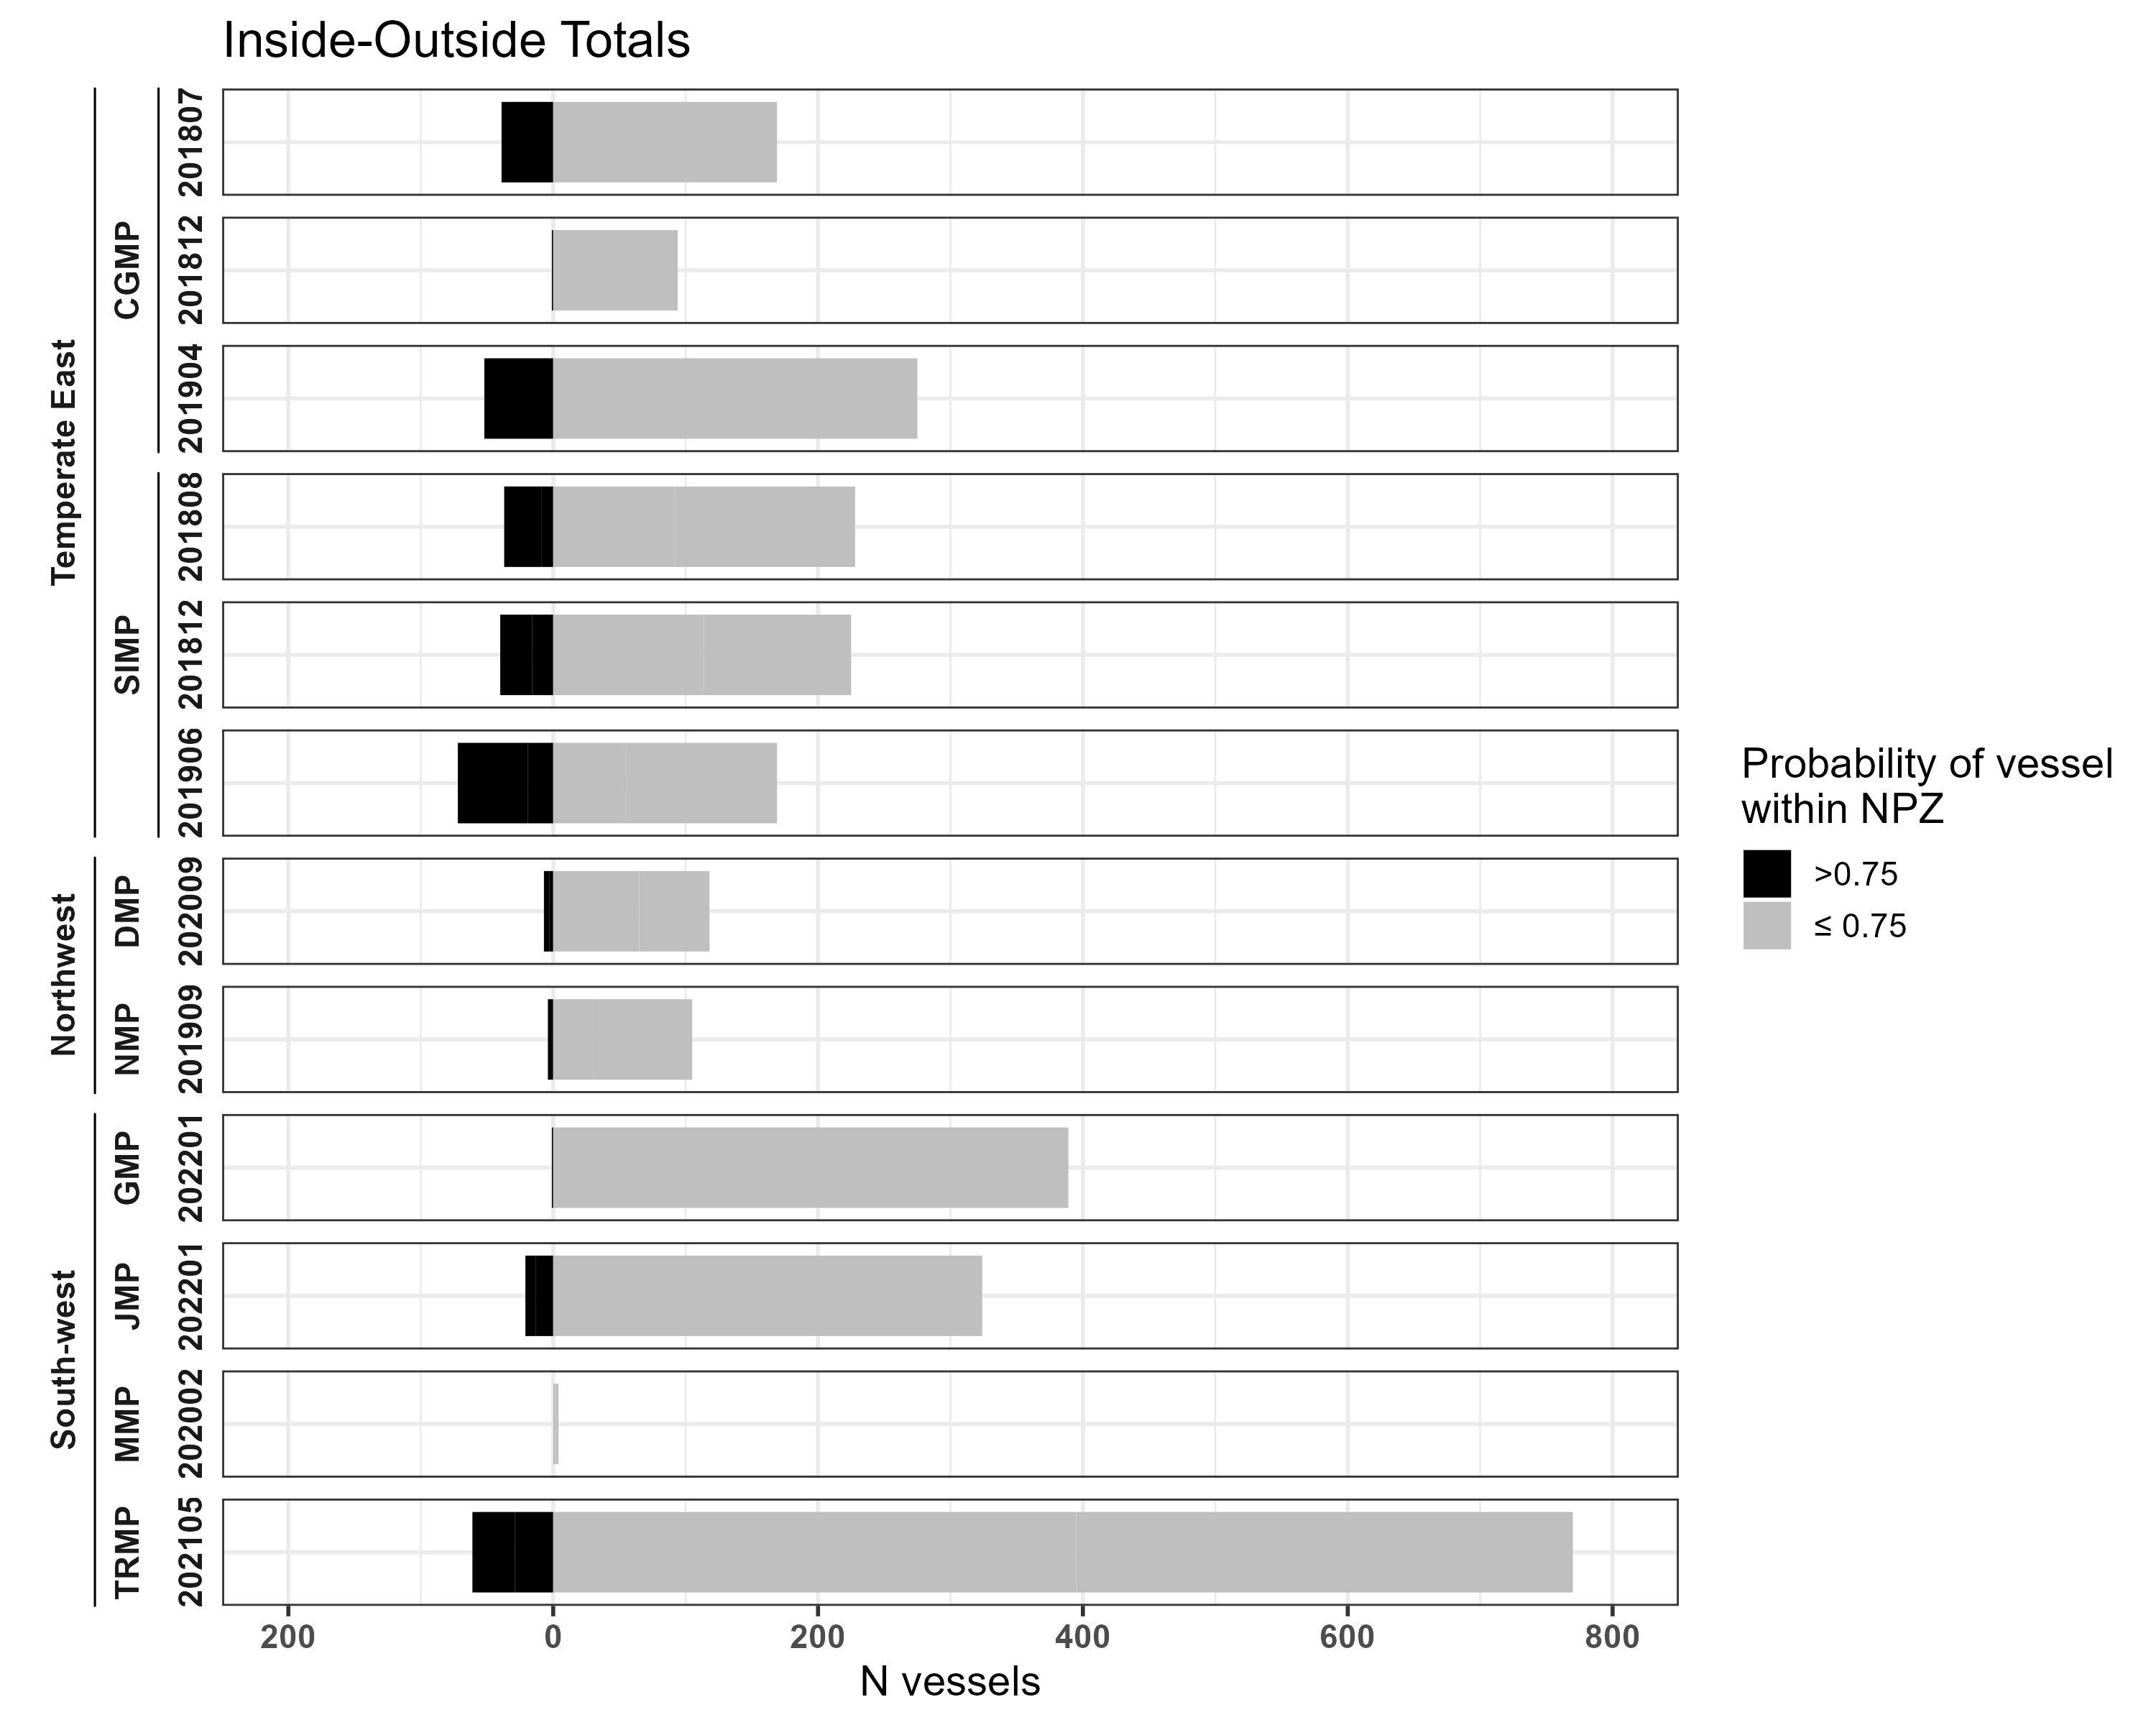 Inside-Outside Totals
Temperate East
CGMP
201807
201812
201904
SIMP
201808
201812
201906
Northwest
DMP
202009
NMP
201909
South-west
GMP
202201
JMP
202201
MMP
202002
TRMP
202105
200 0 200 400 600 800
N vessels
Probability of vessel
within NPZ
>0.75
≤ 0.75